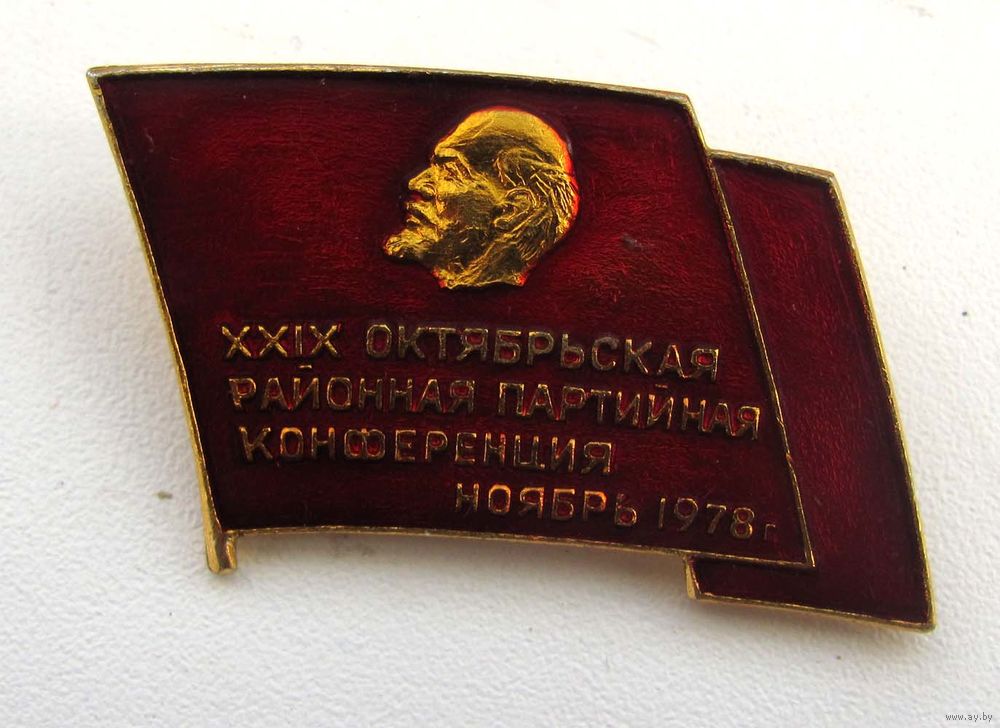 XXIX ОКТЯБРЬСКАЯ
РАЙОННАЯ ПАРТИЙНАЯ
КОНФЕРЕНЦИЯ
НОЯБРЬ 1978 г
www.ay.by